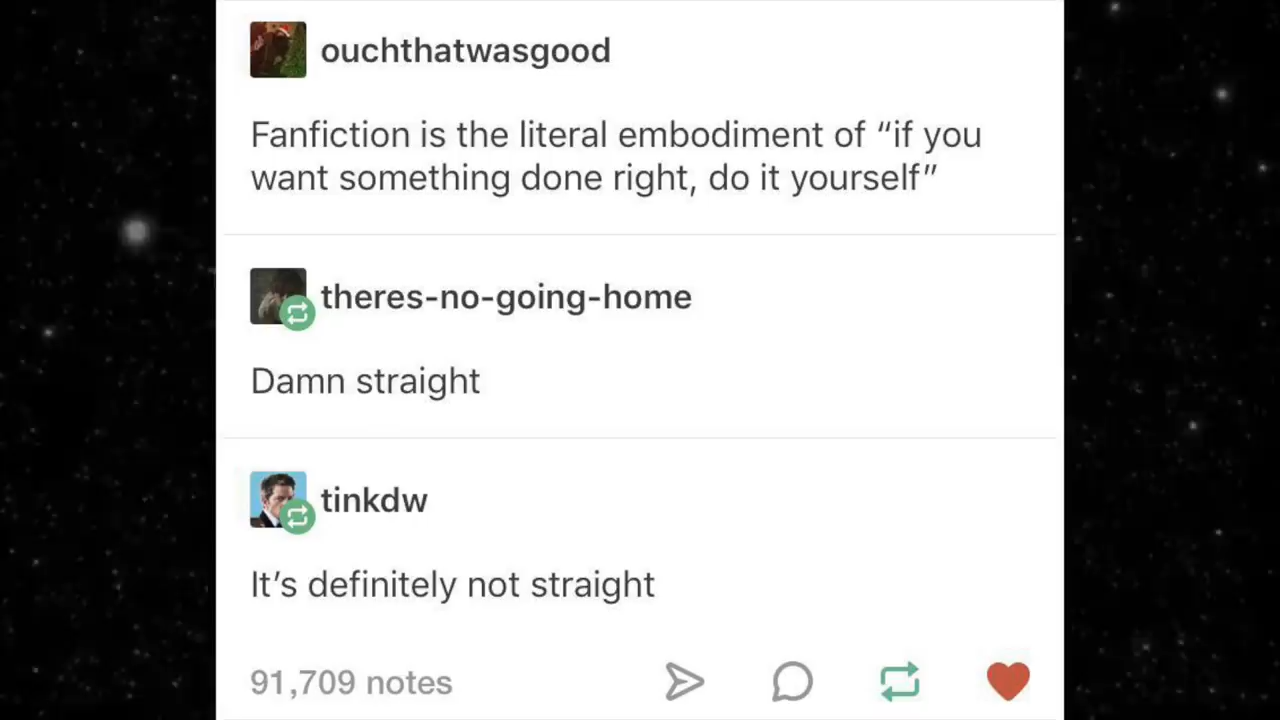 ouchthatwasgood
Fanfiction is the literal embodiment of “if you
want something done right, do it yourself”
theres-no-going-home
Damn straight
tinkdw
It’s definitely not straight
91,709 notes